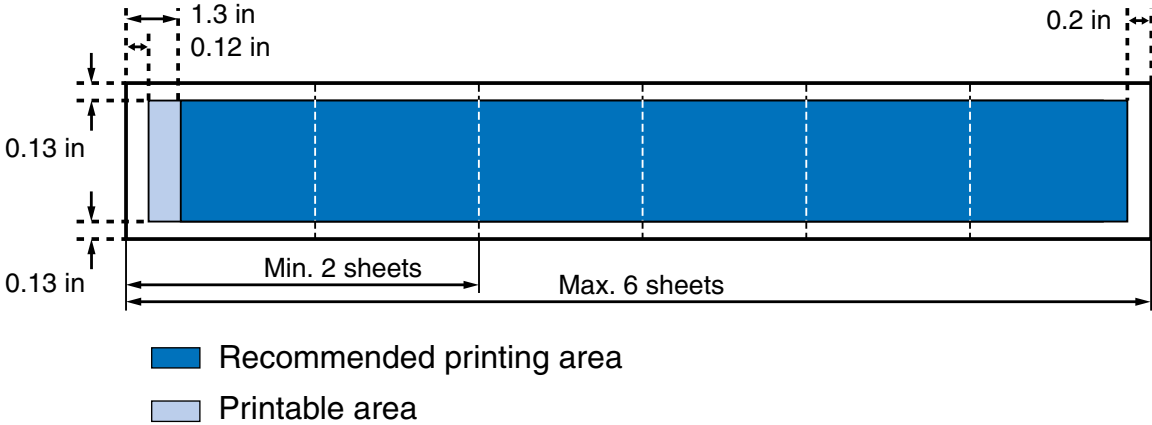 1.3 in
0.2 in
0.12 in
0.13 in
0.13 in
Min. 2 sheets
Max. 6 sheets
Recommended printing area
Printable area